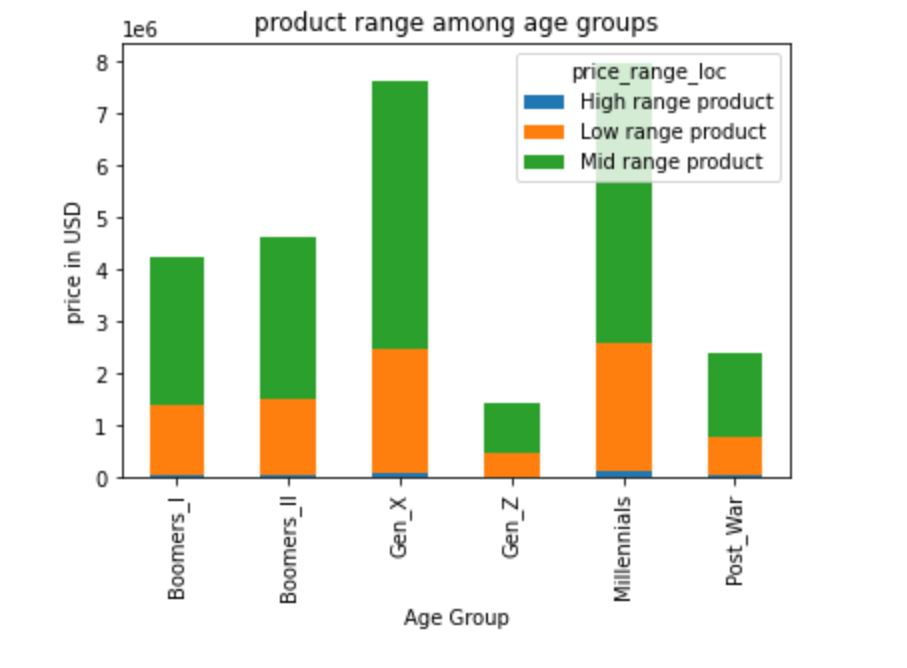 product range among age groups
1e6
price_range_loc
High range product
Low range product
Mid range product
8
7
6
5
4
3
2
1
0
price in USD
Boomers_I
Boomers_II
Gen_X
Gen_Z
Millennials
Post_War
Age Group